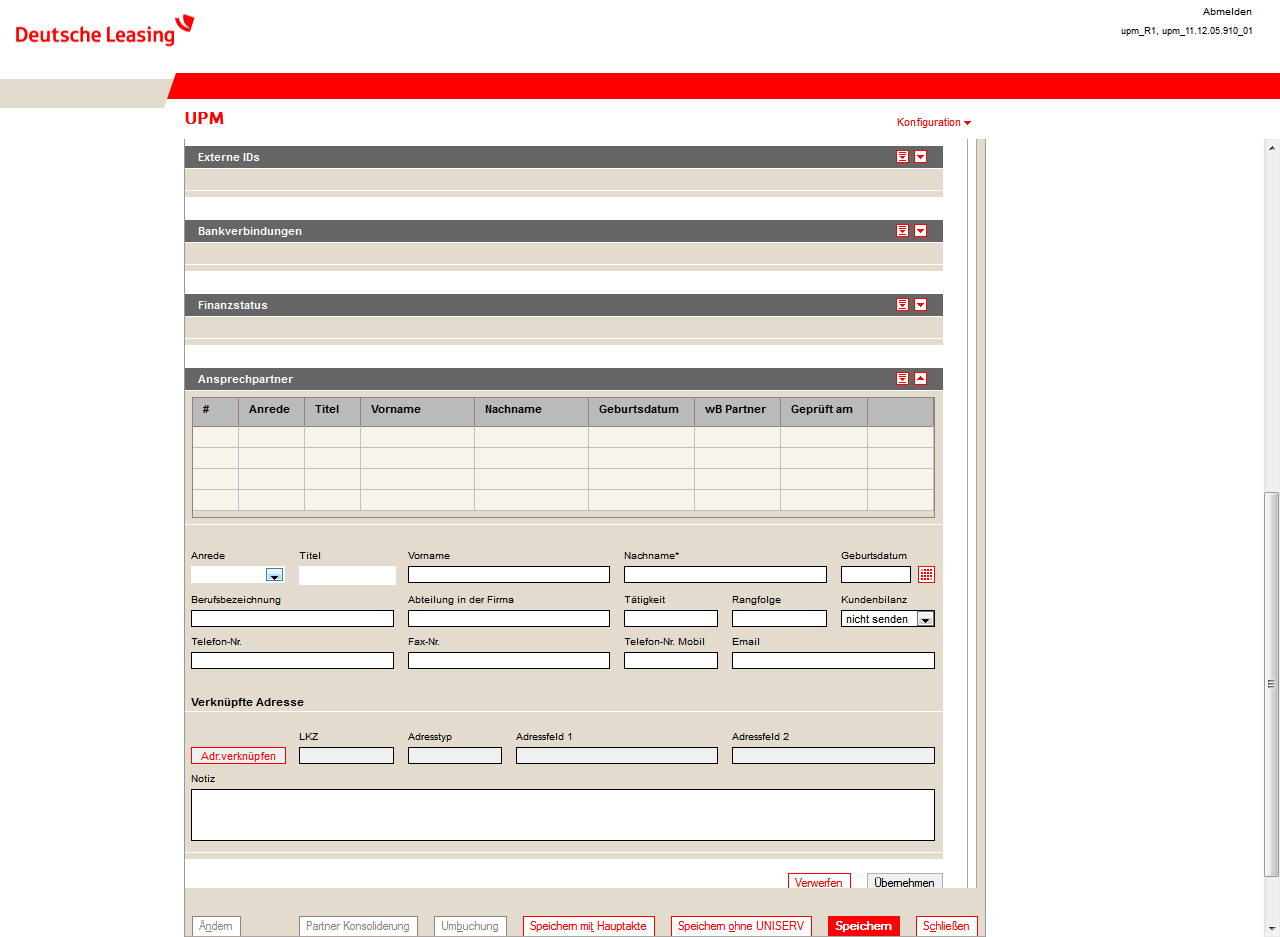 Abmelden
Deutsche Leasing
upm_R1, upm_11.12.05.910_01
UPM
Konfiguration
Externe IDs
Bankverbindungen
Finanzstatus
Ansprechpartner
# Anrede Titel Vorname Nachname Geburtsdatum wB Partner Geprüft am
Anrede Titel Vorname Nachname* Geburtsdatum
Berufsbezeichnung Abteilung in der Firma Tätigkeit Rangfolge Kundenbilanz
nicht senden
Telefon-Nr. Fax-Nr. Telefon-Nr. Mobil Email
Verknüpfte Adresse
LKZ Adresstyp Adressfeld 1 Adressfeld 2
Adr.verknüpfen
Notiz
Verwerfen Übernehmen
Ändern Partner Konsolidierung Umbuchung Speichern mit Hauptakte Speichern ohne UNISERV Speichern Schließen